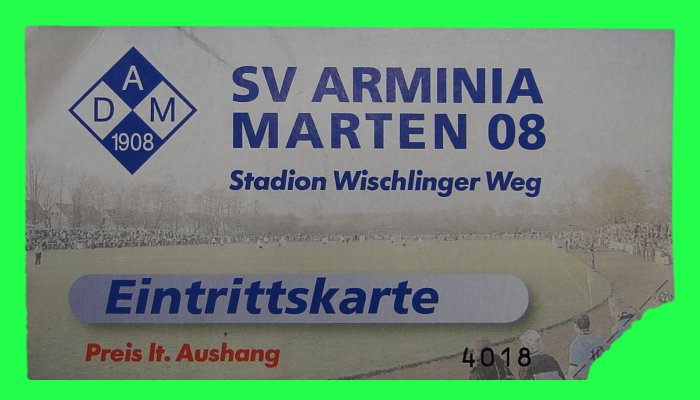 A
D M
1908
SV ARMINIA
MARTEN 08
Stadion Wischlinger Weg
Eintrittskarte
Preis lt. Aushang
4018